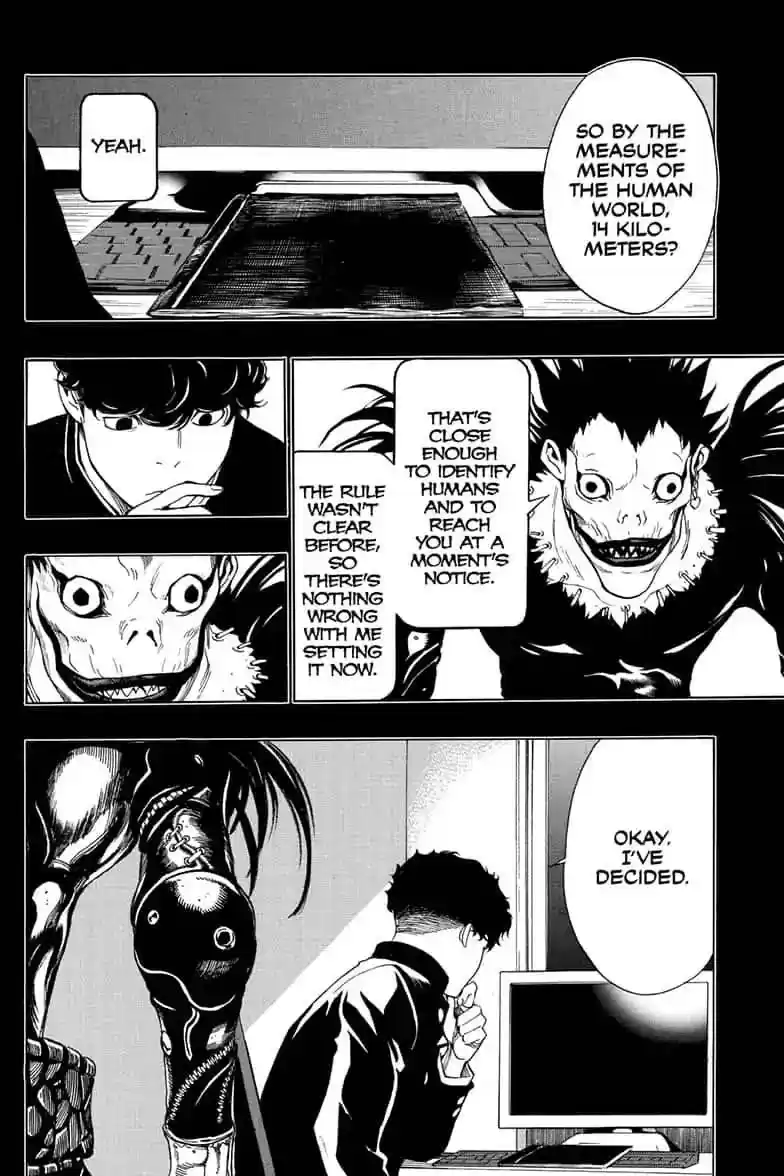 SO BY THE
MEASURE-
MENTS OF
THE HUMAN
WORLD,
14 KILO-
METERS?
YEAH.
THAT'S
CLOSE
ENOUGH
TO IDENTIFY
HUMANS
AND TO
REACH
YOU AT A
MOMENT'S
NOTICE.
THE RULE
WASN'T
CLEAR
BEFORE,
SO
THERE'S
NOTHING
WRONG
WITH ME
SETTING
IT NOW.
OKAY.
I'VE
DECIDED.